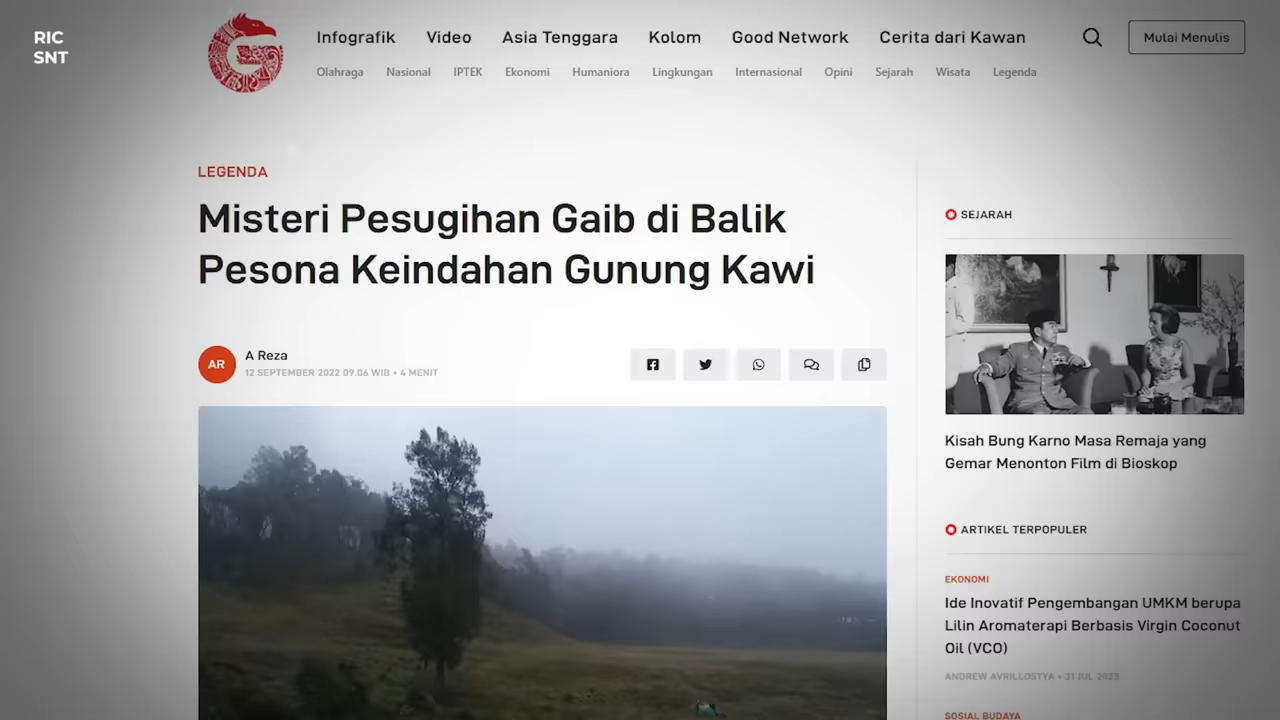 RIC
SNT
Infografik Video Asia Tenggara Kolom Good Network Cerita dari Kawan Mulai Menulis
Olahraga Nasional IPTEK Ekonomi Humaniora Lingkungan Internasional Opini Sejarah Wisata Legenda
LEGENDA
Misteri Pesugihan Gaib di Balik
Pesona Keindahan Gunung Kawi
AR
A Reza
12 SEPTEMBER 2022 09.06 WIB • 4 MENIT
SEJARAH
Kisah Bung Karno Masa Remaja yang
Gemar Menonton Film di Bioskop
ARTIKEL TERPOPULER
EKONOMI
Ide Inovatif Pengembangan UMKM berupa
Lilin Aromaterapi Berbasis Virgin Coconut
Oil (VCO)
ANDREW AVRILLOSTYA • 31 JUL 2023
SOSIAL BUDAYA